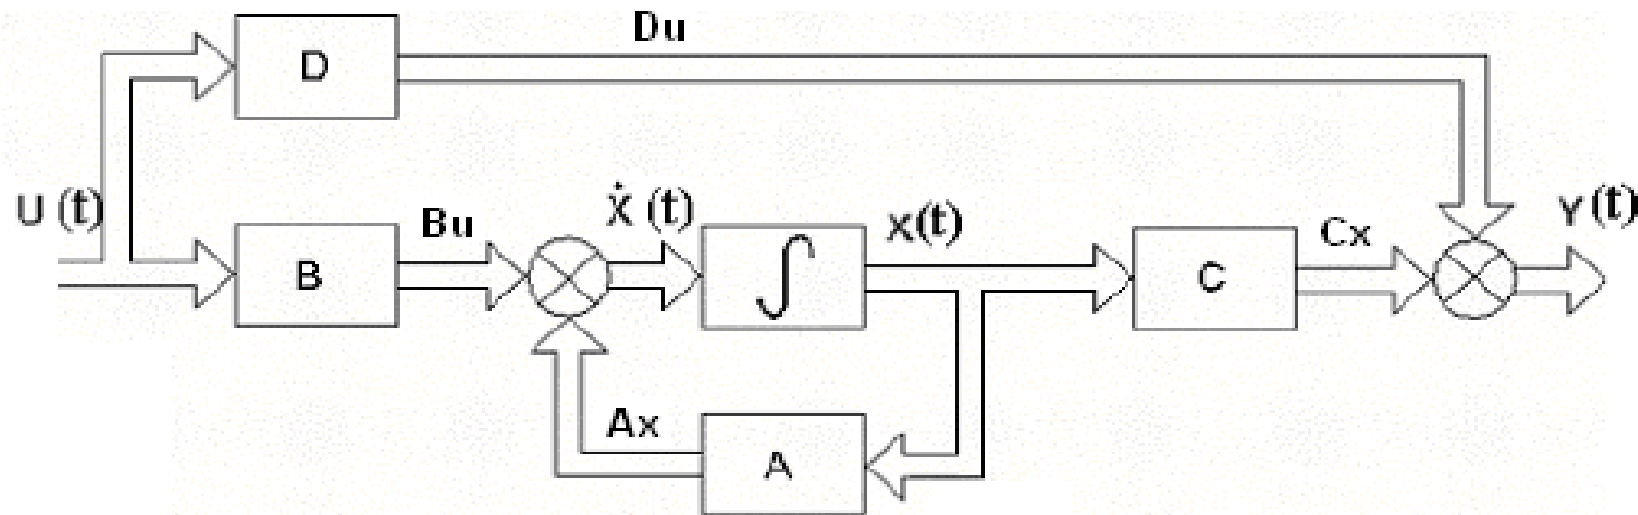 Du
D
U (t)
Bu
Ẋ (t)
X(t)
Cx
Y(t)
B
∫
C
Ax
A